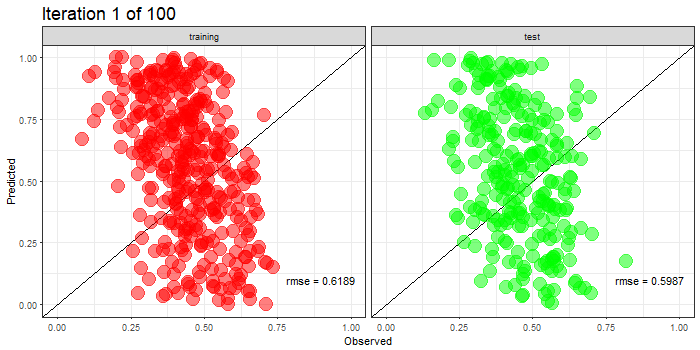 Iteration 1 of 100
training
test
1.00
0.75
0.50
0.25
0.00
Predicted
rmse = 0.6189
rmse = 0.5987
0.00 0.25 0.50 0.75 1.00
0.00 0.25 0.50 0.75 1.00
Observed